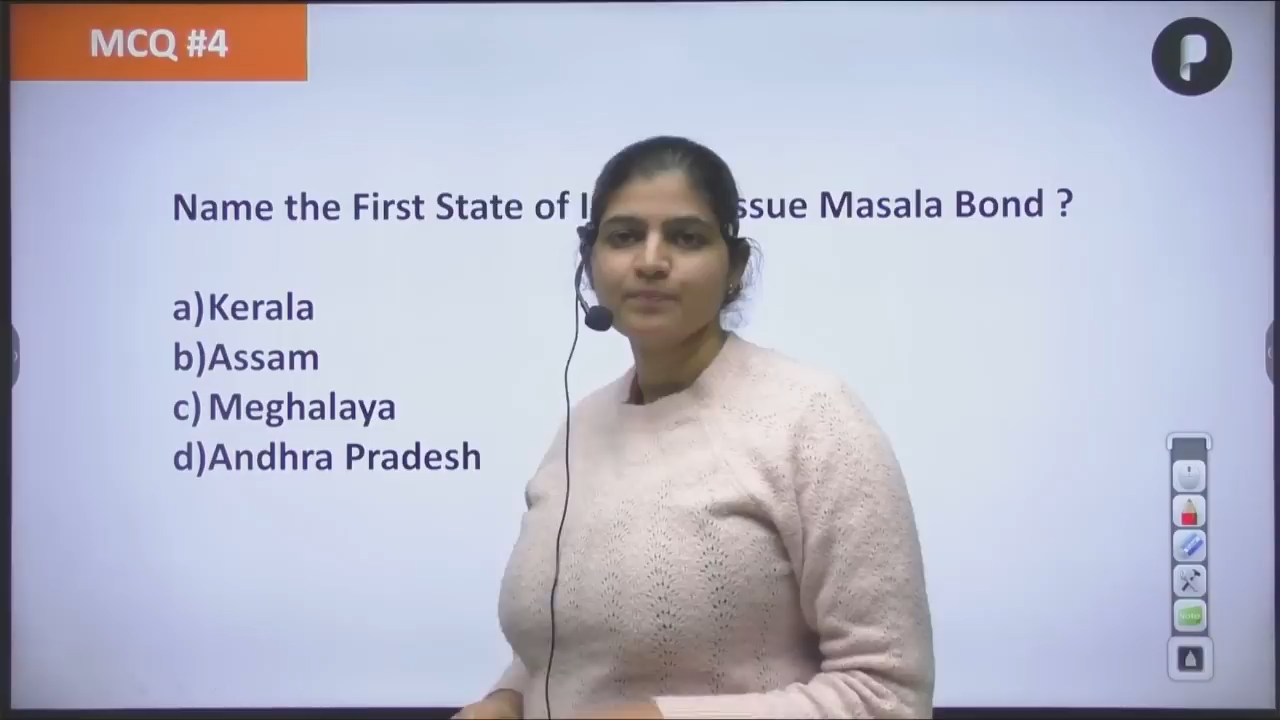 MCQ #4
P
Name the First State of ssue Masala Bond ?
a)Kerala
b)Assam
c) Meghalaya
d)Andhra Pradesh